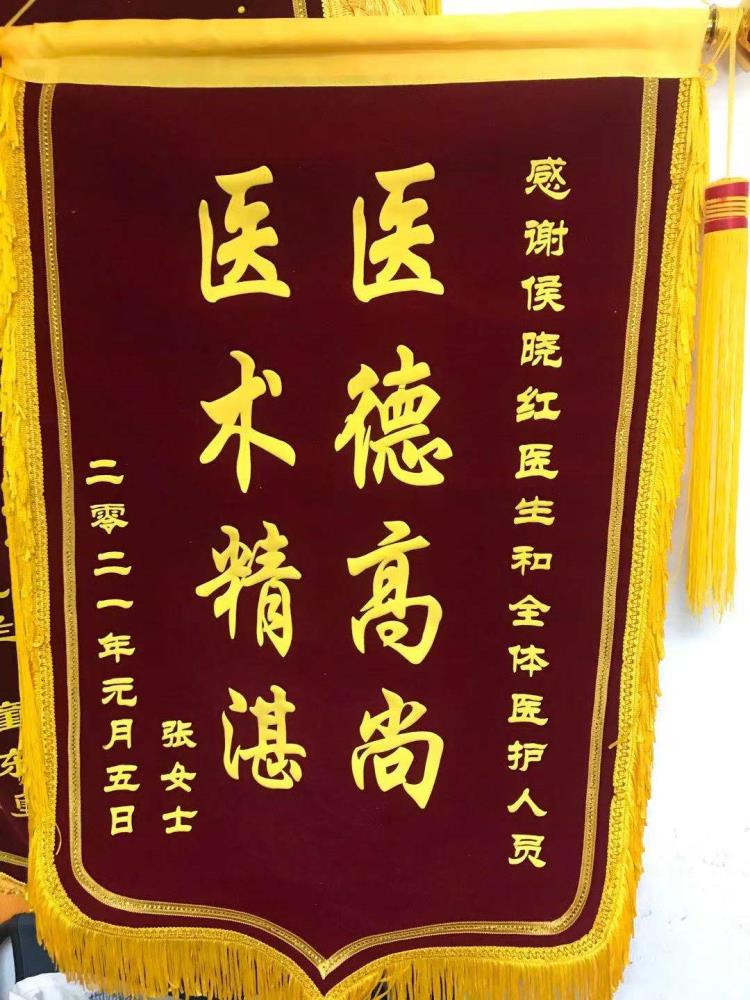 感谢侯晓红医生和全体医护人员
医德高尚
医术精湛
张女士
二零二一年元月五日